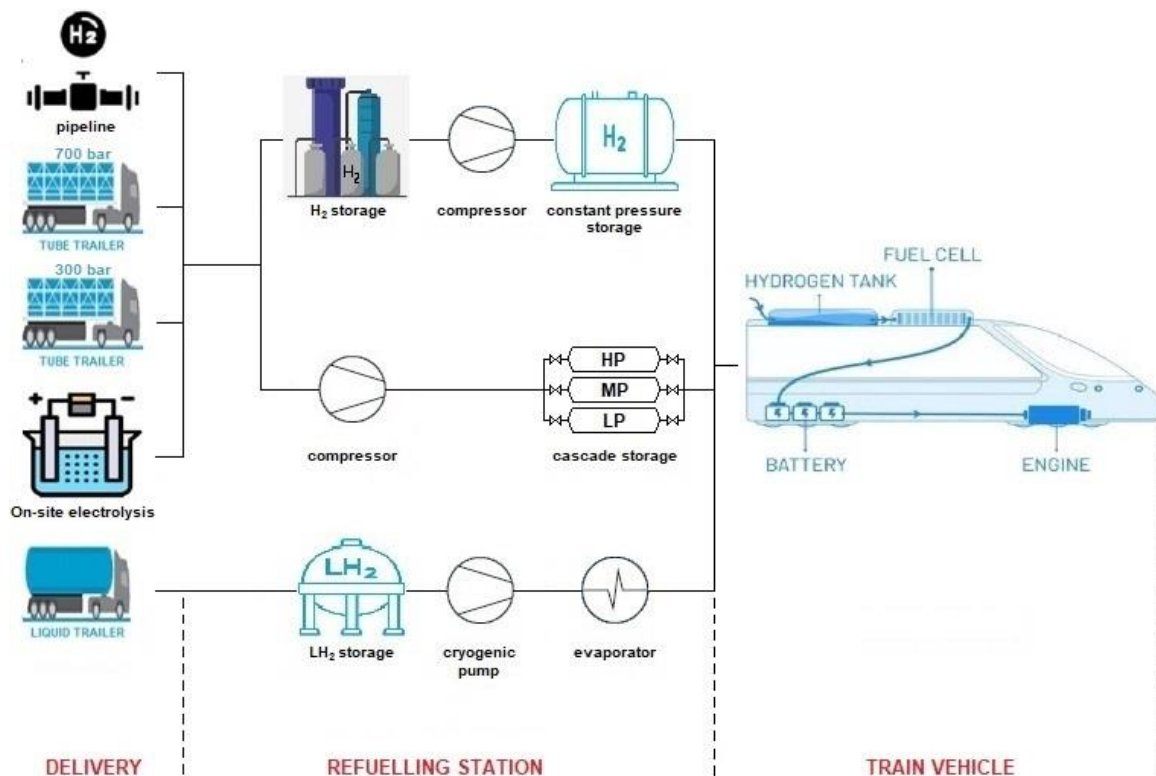 H2
pipeline
700 bar
TUBE TRAILER
300 bar
TUBE TRAILER
+ −
On-site electrolysis
LIQUID TRAILER
DELIVERY
H2
H₂ storage
compressor
H2
constant pressure
storage
compressor
HP
MP
LP
cascade storage
LH2
LH₂ storage
cryogenic
pump
evaporator
REFUELLING STATION
HYDROGEN TANK
FUEL CELL
BATTERY
ENGINE
TRAIN VEHICLE